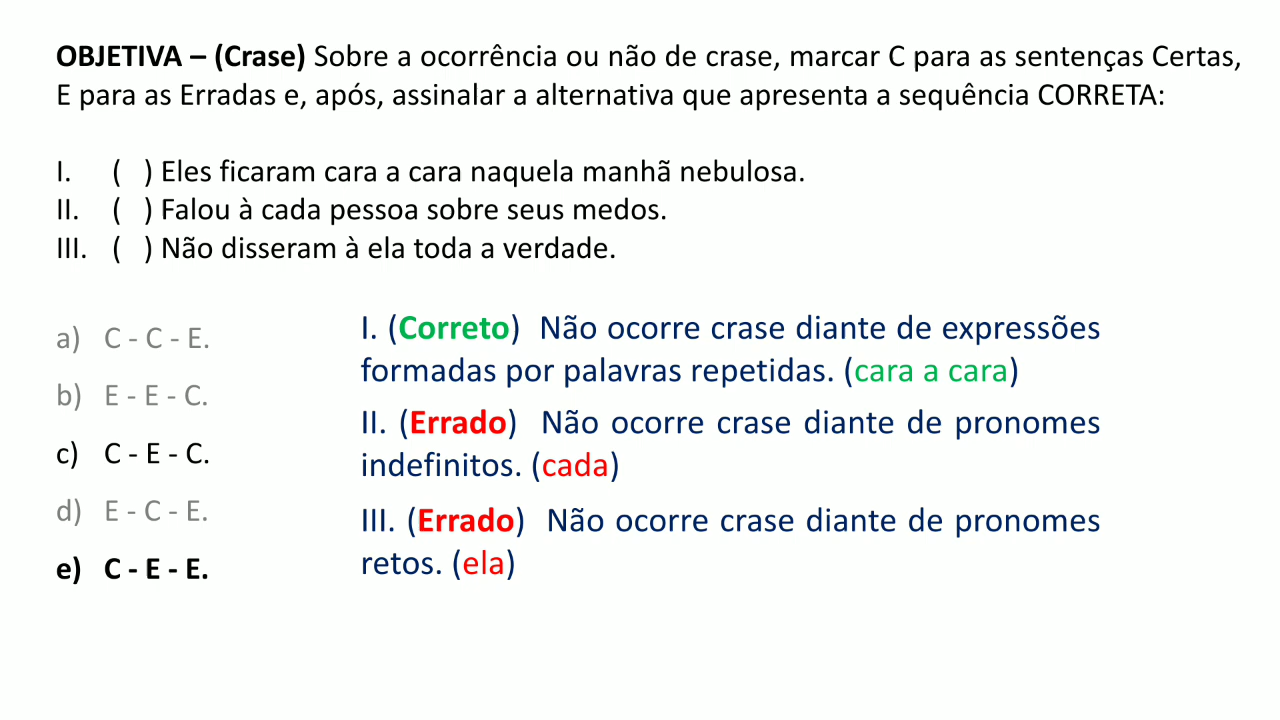 OBJETIVA – (Crase) Sobre a ocorrência ou não de crase, marcar C para as sentenças Certas,
E para as Erradas e, após, assinalar a alternativa que apresenta a sequência CORRETA:
I. ( ) Eles ficaram cara a cara naquela manhã nebulosa.
II. ( ) Falou à cada pessoa sobre seus medos.
III. ( ) Não disseram à ela toda a verdade.
a) C - C - E.
b) E - E - C.
c) C - E - C.
d) E - C - E.
e) C - E - E.
I. (Correto) Não ocorre crase diante de expressões
formadas por palavras repetidas. (cara a cara)
II. (Errado) Não ocorre crase diante de pronomes
indefinitos. (cada)
III. (Errado) Não ocorre crase diante de pronomes
retos. (ela)